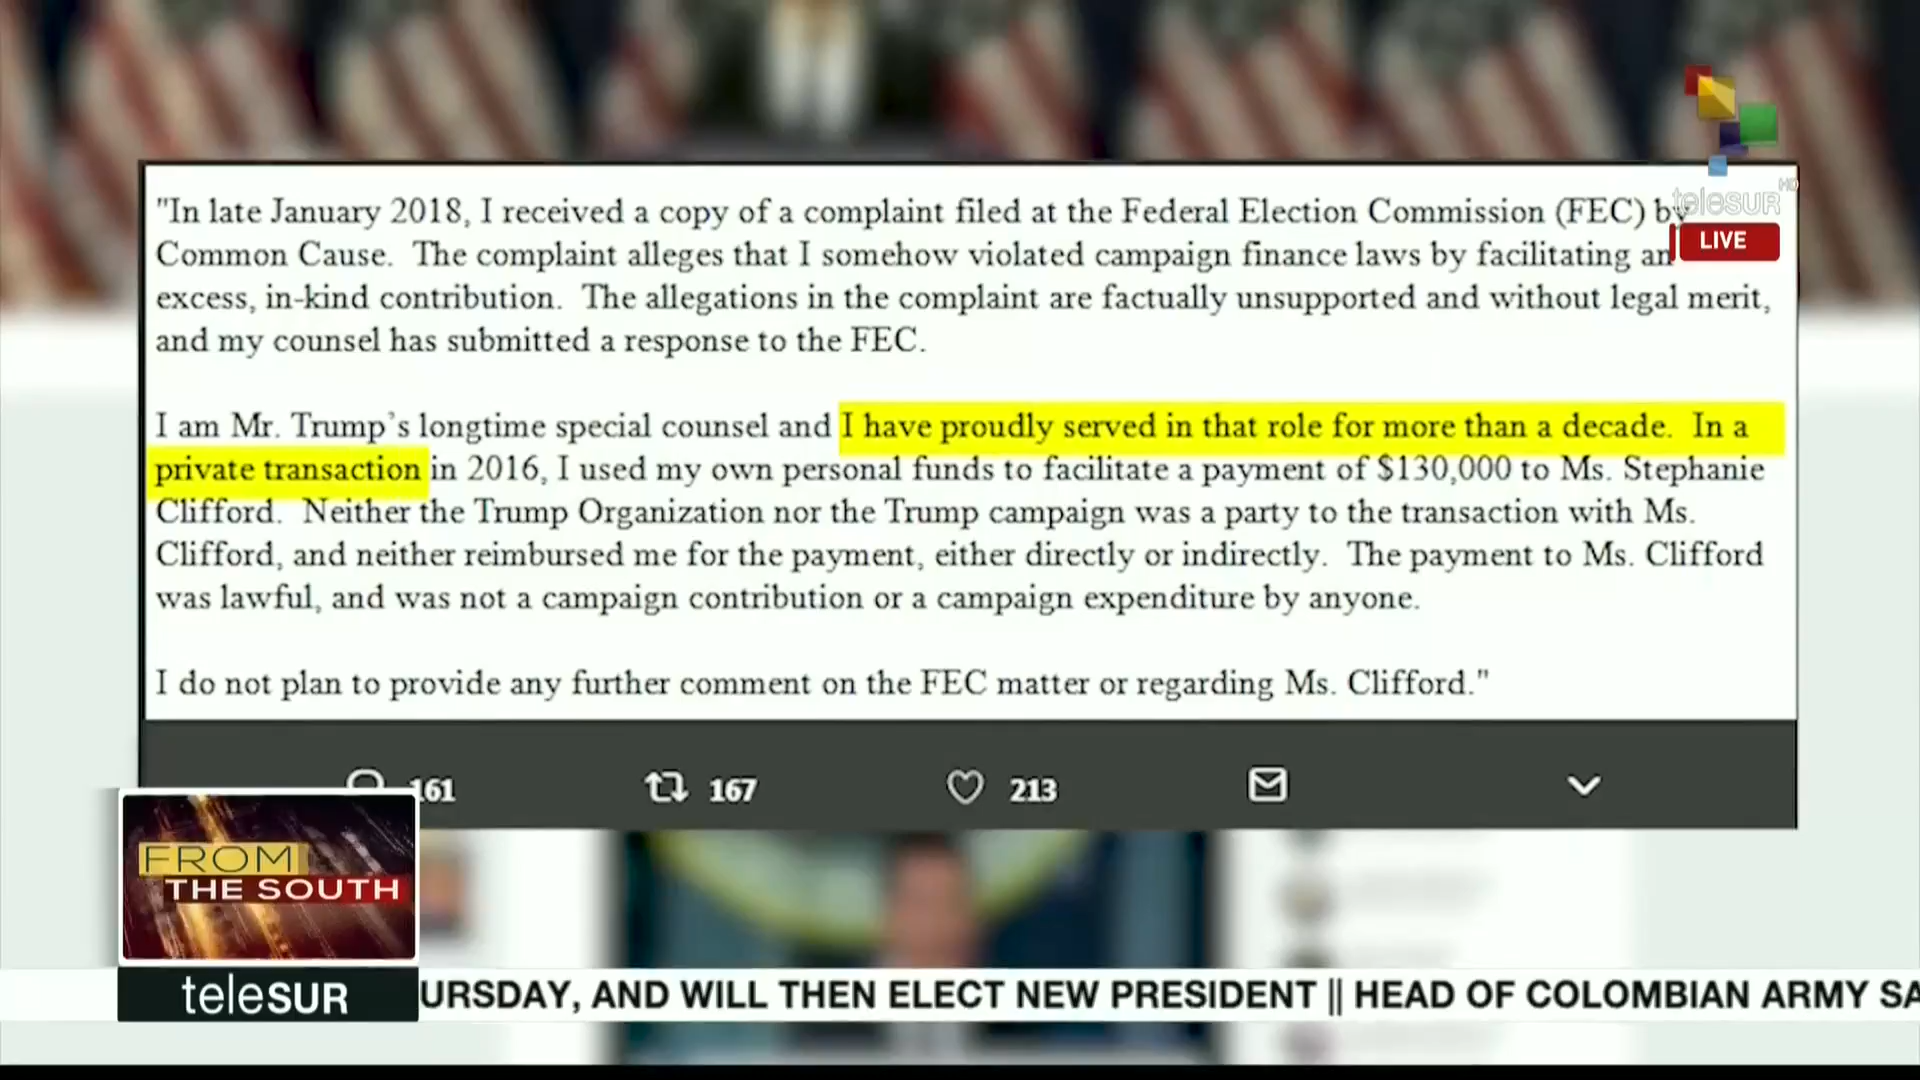 "In late January 2018, I received a copy of a complaint filed at the Federal Election Commission (FEC) by
Common Cause. The complaint alleges that I somehow violated campaign finance laws by facilitating an
excess, in-kind contribution. The allegations in the complaint are factually unsupported and without legal merit,
and my counsel has submitted a response to the FEC.
I am Mr. Trump's longtime special counsel and I have proudly served in that role for more than a decade. In a
private transaction in 2016, I used my own personal funds to facilitate a payment of $130,000 to Ms. Stephanie
Clifford. Neither the Trump Organization nor the Trump campaign was a party to the transaction with Ms.
Clifford, and neither reimbursed me for the payment, either directly or indirectly. The payment to Ms. Clifford
was lawful, and was not a campaign contribution or a campaign expenditure by anyone.
I do not plan to provide any further comment on the FEC matter or regarding Ms. Clifford."
teleSUR HD
LIVE
161 167 213
FROM
THE SOUTH
teleSUR
URSDAY, AND WILL THEN ELECT NEW PRESIDENT || HEAD OF COLOMBIAN ARMY SA